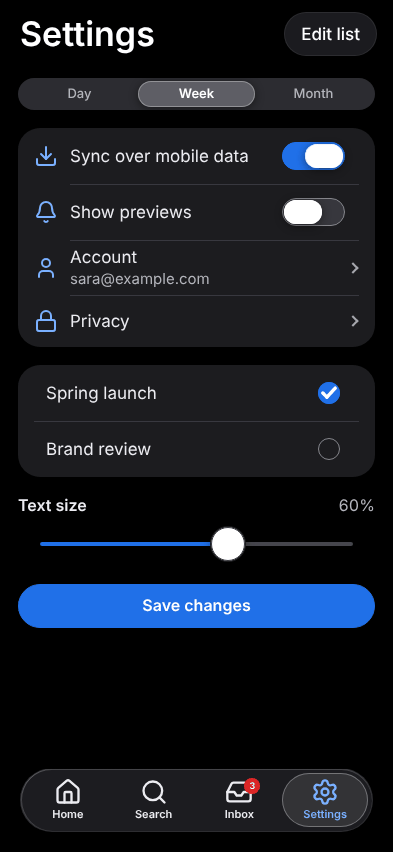 Settings
Edit list
Day
Week
Month
Sync over mobile data
Show previews
Account
sara@example.com
Privacy
Spring launch
Brand review
Text size
60%
Save changes
3
Home
Search
Inbox
Settings